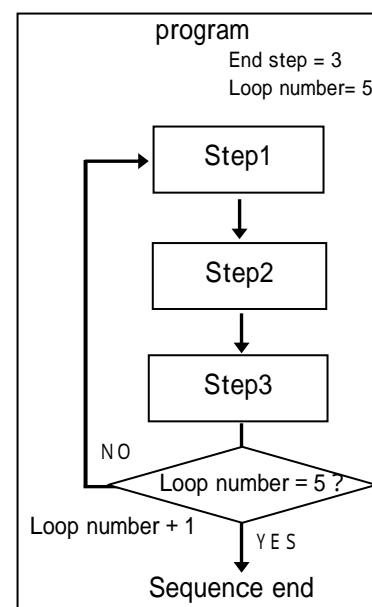 program
End step = 3
Loop number= 5
Step1
Step2
Step3
NO
Loop number = 5 ?
Loop number + 1
YES
Sequence end